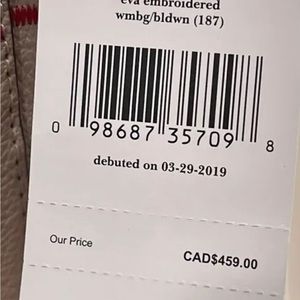 eva embroidered
wmbg/bldwn (187)
0 98687 35709 8
debuted on 03-29-2019
Our Price
CAD$459.00